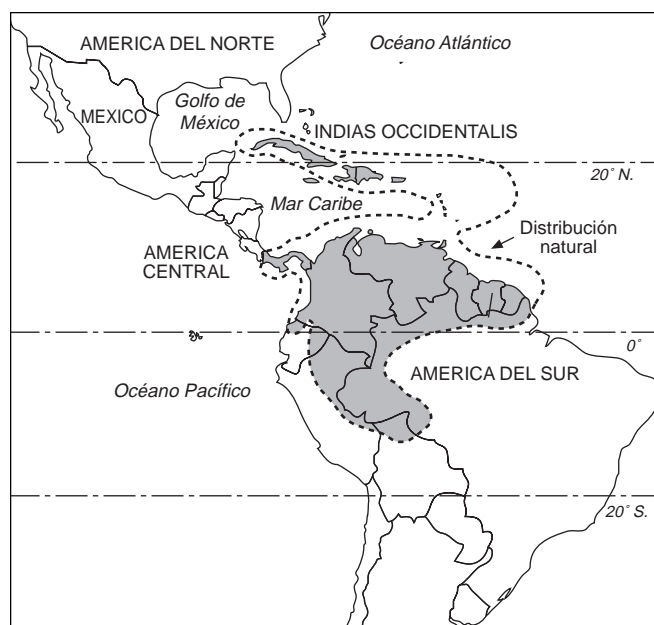 AMERICA DEL NORTE
Océano Atlántico
MEXICO
Golfo de
México
INDIAS OCCIDENTALIS
20˚ N.
Mar Caribe
Distribución
natural
AMERICA
CENTRAL
0˚
Océano Pacífico
AMERICA DEL SUR
20˚ S.